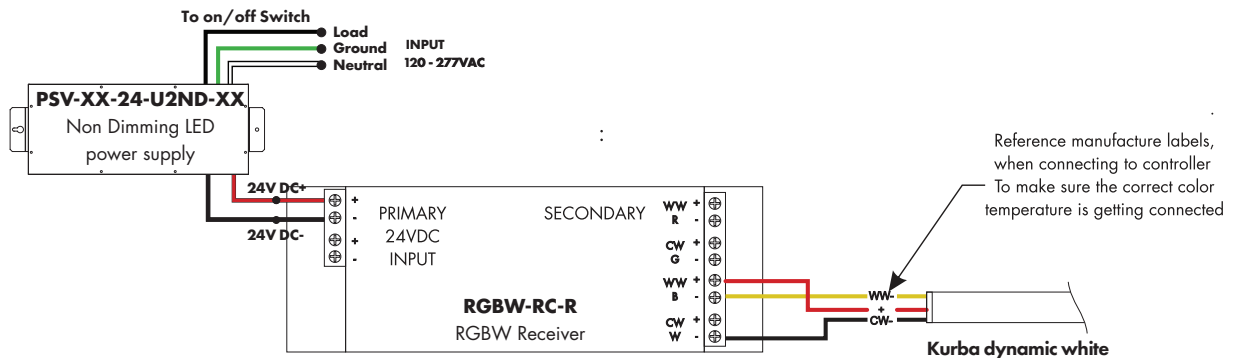 To on/off Switch
Load
Ground
Neutral
INPUT
120 - 277VAC
PSV-XX-24-U2ND-XX
Non Dimming LED
power supply
24V DC+
24V DC-
+
-
+
-
PRIMARY
24VDC
INPUT
SECONDARY
WW +
R -
CW +
G -
WW +
B -
CW +
W -
RGBW-RC-R
RGBW Receiver
:
.
Reference manufacture labels,
when connecting to controller
To make sure the correct color
temperature is getting connected
WW-
+
CW-
Kurba dynamic white